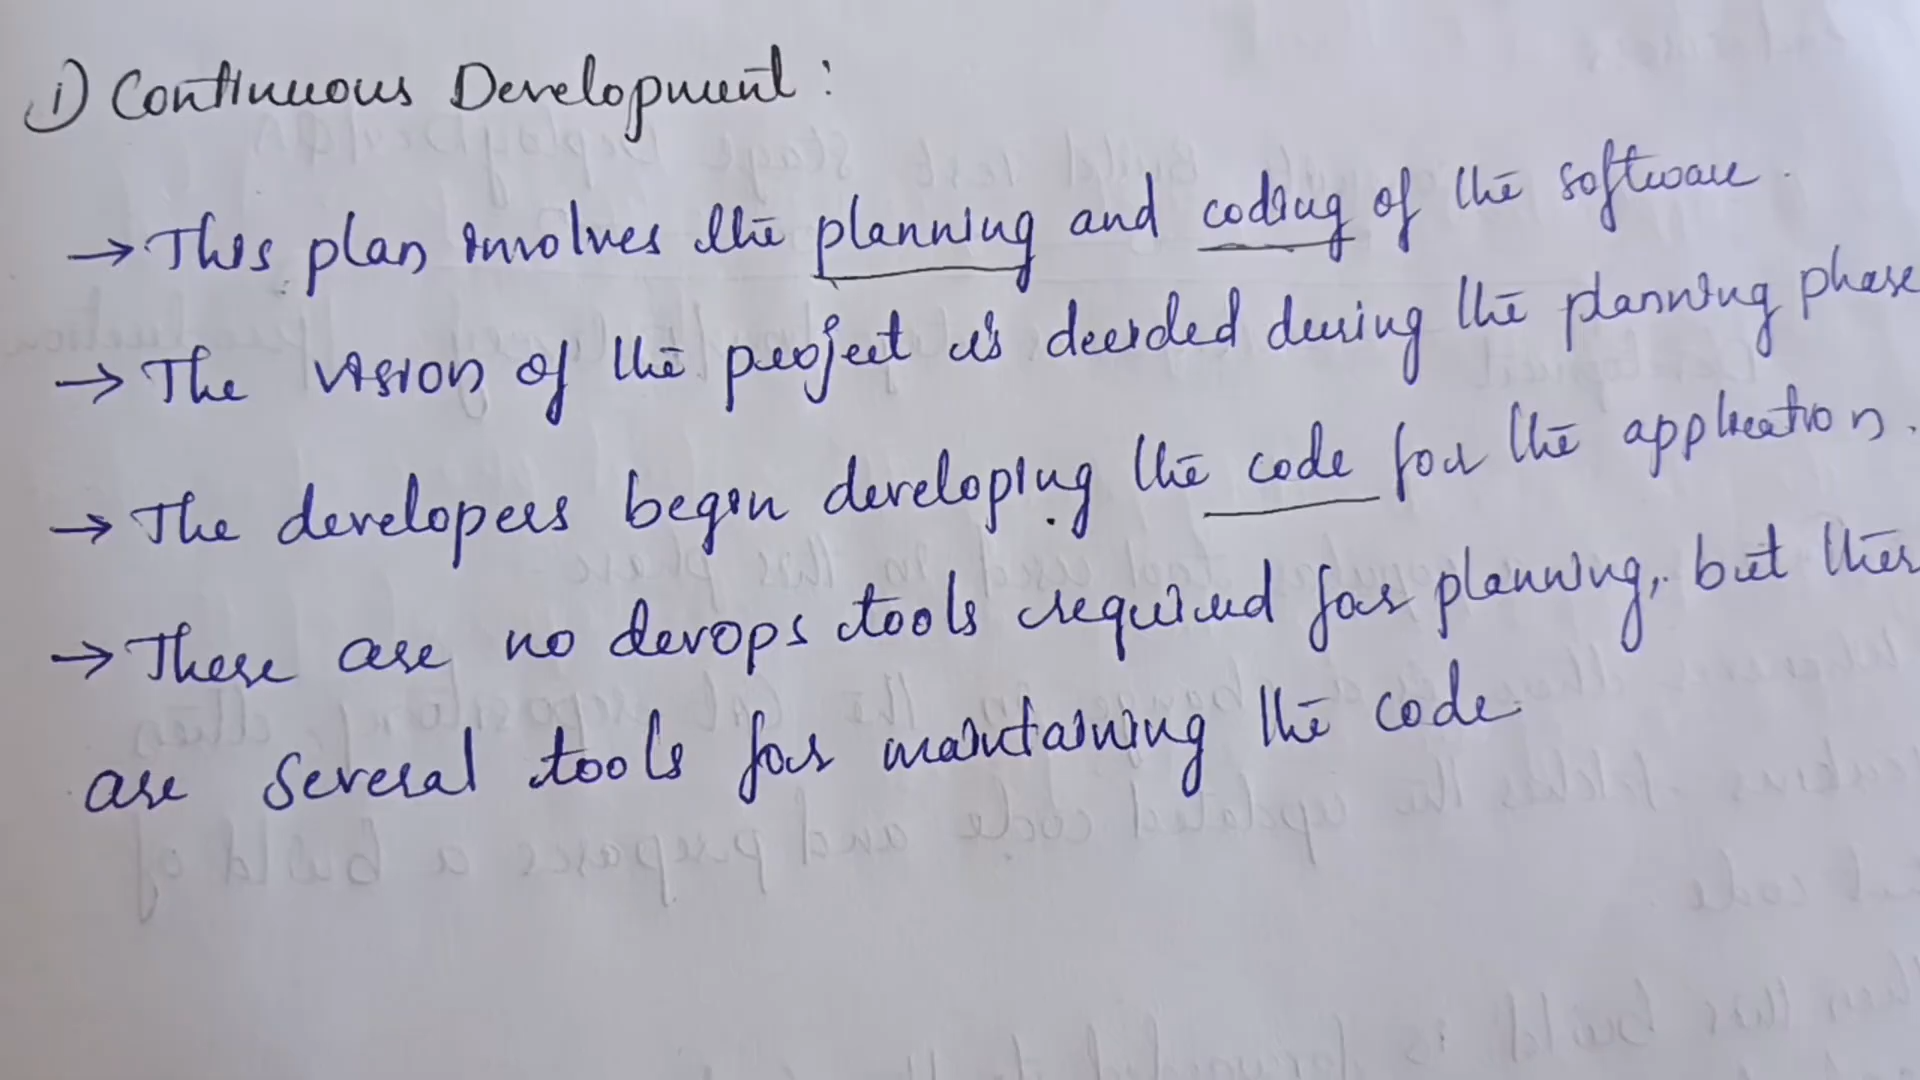 i) Continuous Development:
→ This plan involves the planning and coding of the software.
→ The vision of the project is decided during the planning phase
→ The developers begin developing the code for the application.
→ There are no devops tools required for planning, but ther
are several tools for maintaining the code